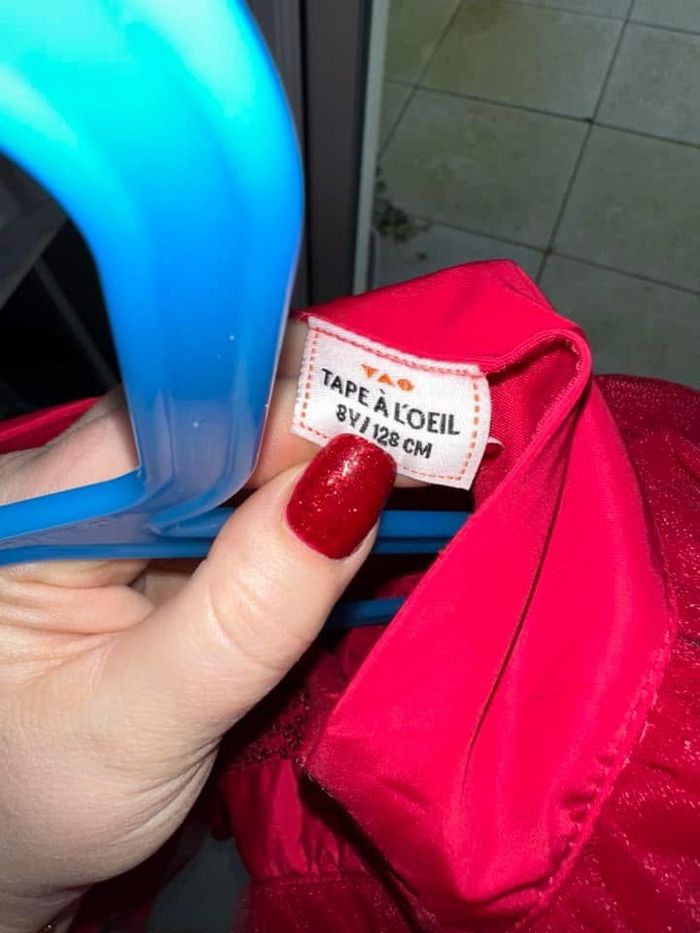 TAO
TAPE À L'OEIL
8Y/128 CM